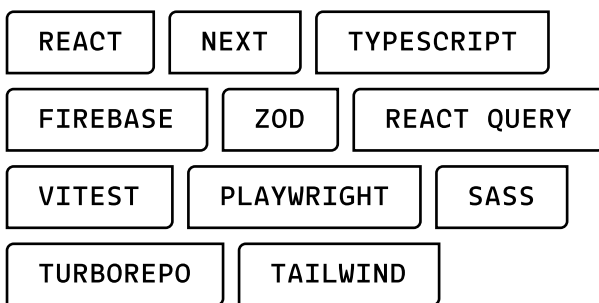 REACT NEXT TYPESCRIPT
FIREBASE ZOD REACT QUERY
VITEST PLAYWRIGHT SASS
TURBOREPO TAILWIND